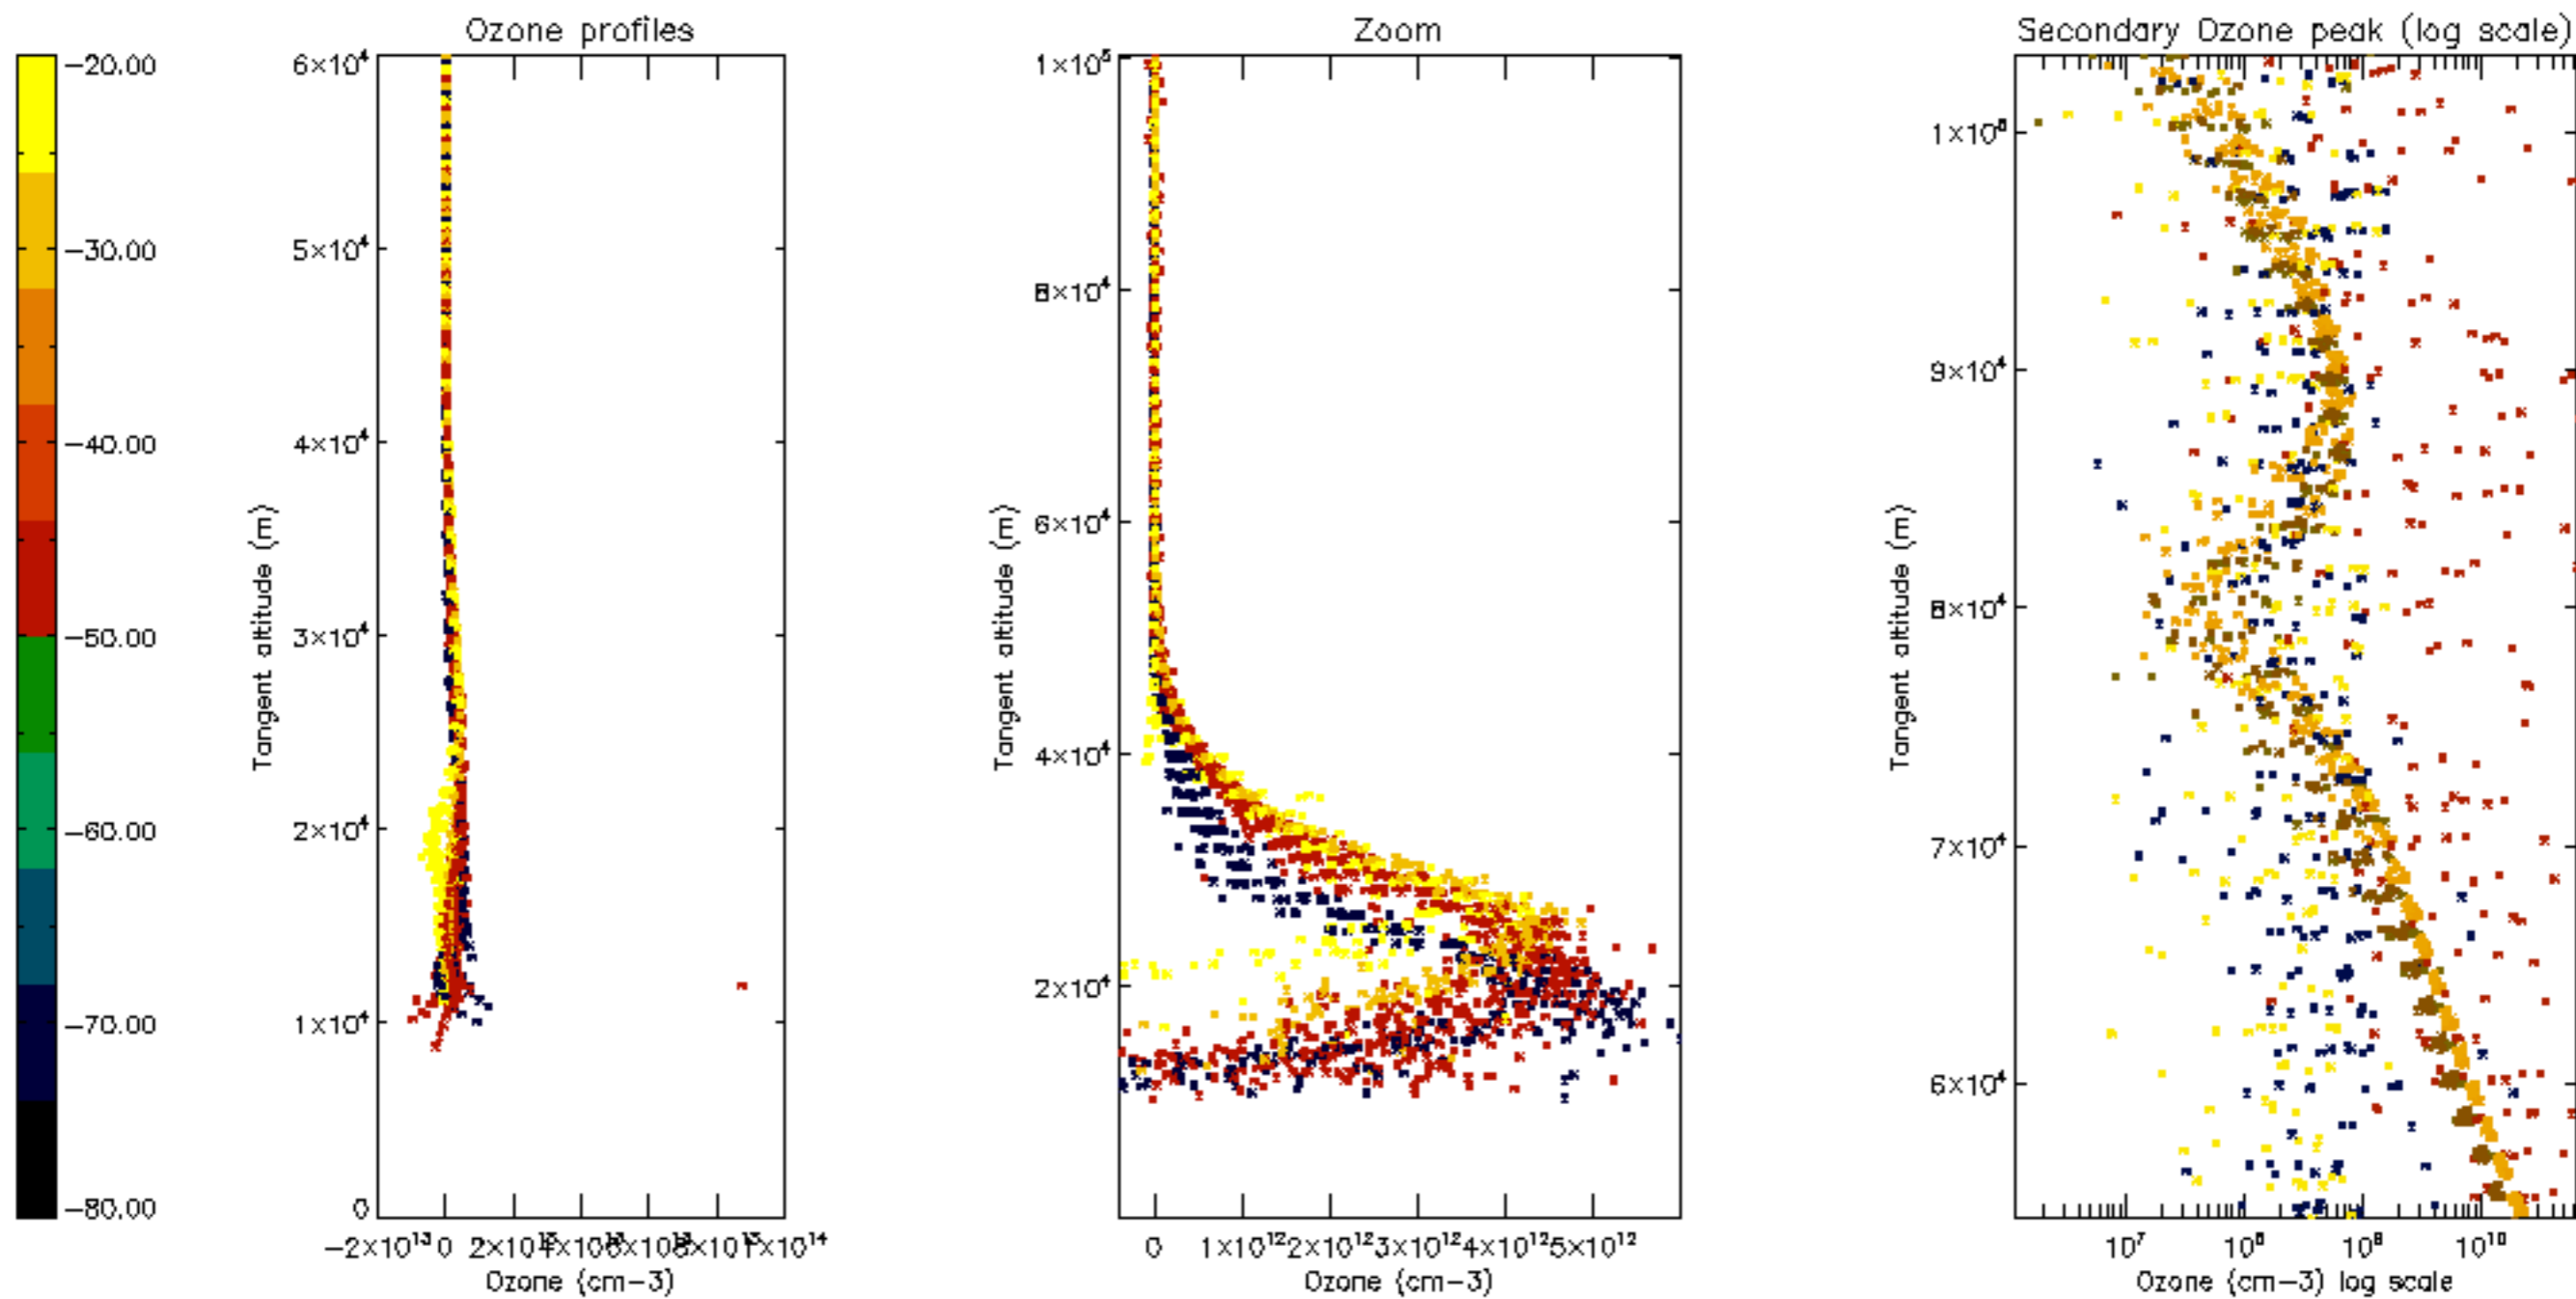 Ozone profiles
Zoom
Secondary Ozone peak (log scale)
-20.00
-30.00
-40.00
-50.00
-60.00
-70.00
-80.00
6×10⁴
5×10⁴
4×10⁴
3×10⁴
2×10⁴
1×10⁴
0
Tangent altitude (m)
-2×10¹³ 0
1×10¹⁴
Ozone (cm-3)
1×10⁵
8×10⁴
6×10⁴
4×10⁴
2×10⁴
Tangent altitude (m)
0 1×10¹² 2×10¹² 3×10¹² 4×10¹² 5×10¹²
Ozone (cm-3)
9×10⁴
8×10⁴
7×10⁴
6×10⁴
Tangent altitude (m)
10⁷ 10⁸ 10⁹ 10¹⁰
Ozone (cm-3) log scale